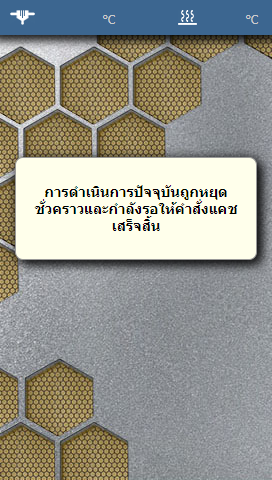 °C °C
การดำเนินการปัจจุบันถูกหยุด
ชั่วคราวและกำลังรอให้คำสั่งแคช
เสร็จสิ้น